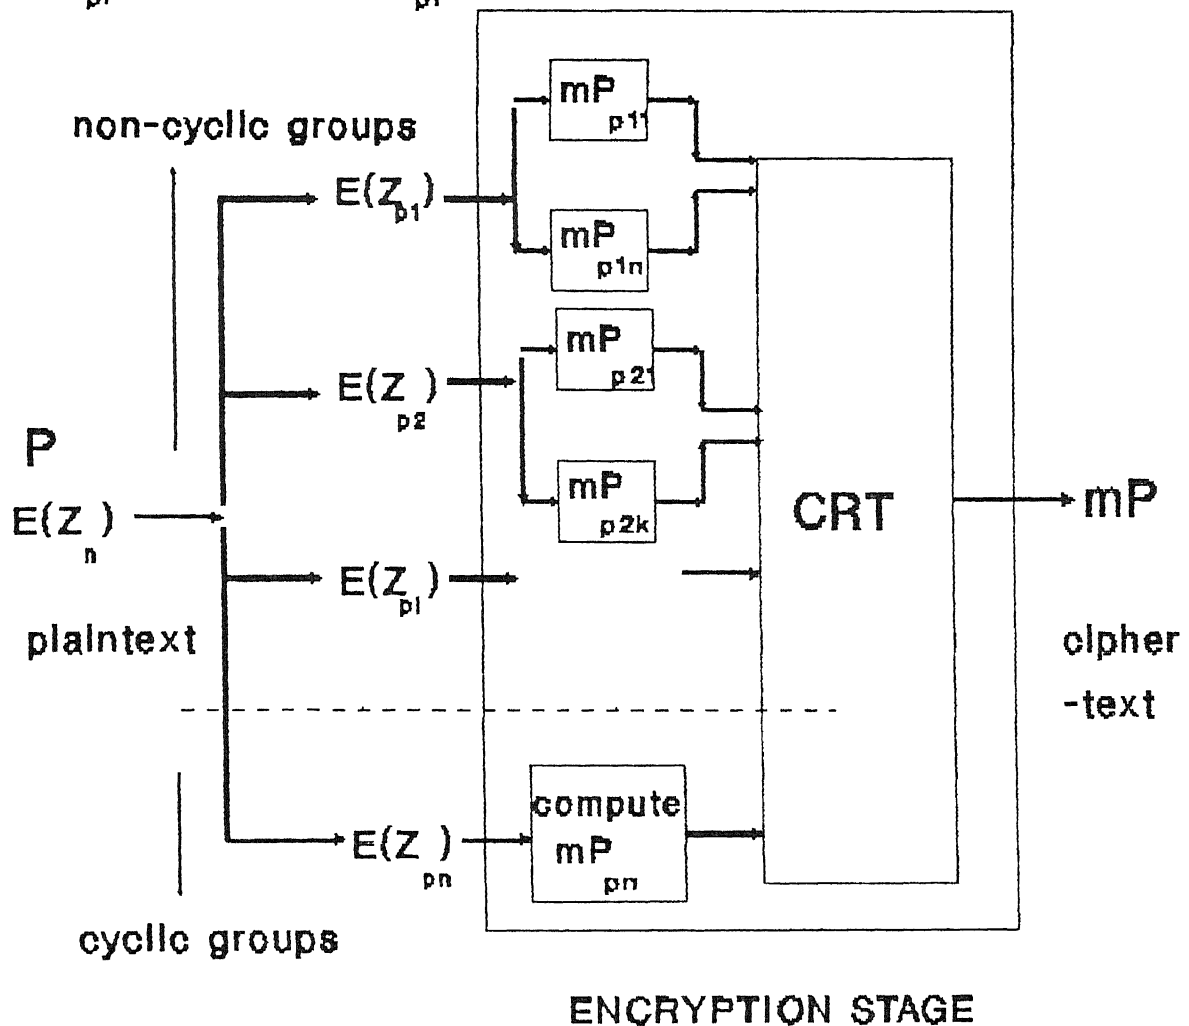 non-cyclic groups
mP p11
E(Z p1)
mP p1n
mP p21
E(Z p2)
P
mP p2k
CRT
mP
E(Z n)
E(Z pi)
plaintext
cipher
-text
compute
mP pn
E(Z pn)
cyclic groups
ENCRYPTION STAGE